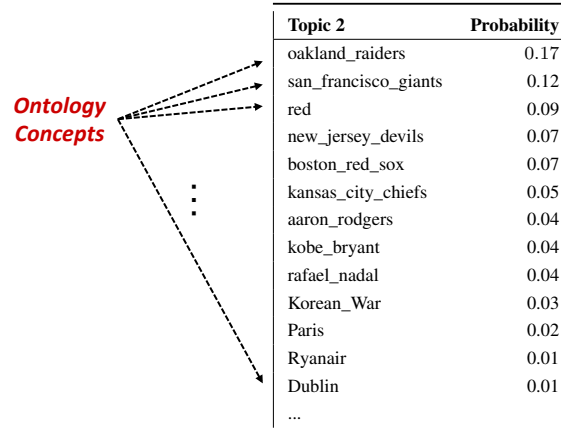 Topic 2 Probability
oakland_raiders 0.17
san_francisco_giants 0.12
red 0.09
new_jersey_devils 0.07
boston_red_sox 0.07
kansas_city_chiefs 0.05
aaron_rodgers 0.04
kobe_bryant 0.04
rafael_nadal 0.04
Korean_War 0.03
Paris 0.02
Ryanair 0.01
Dublin 0.01
...
Ontology
Concepts